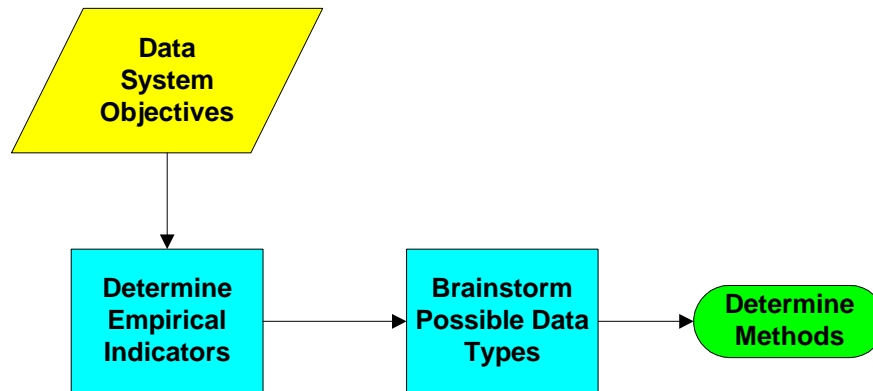 Data
System
Objectives
Determine
Empirical
Indicators
Brainstorm
Possible Data
Types
Determine
Methods